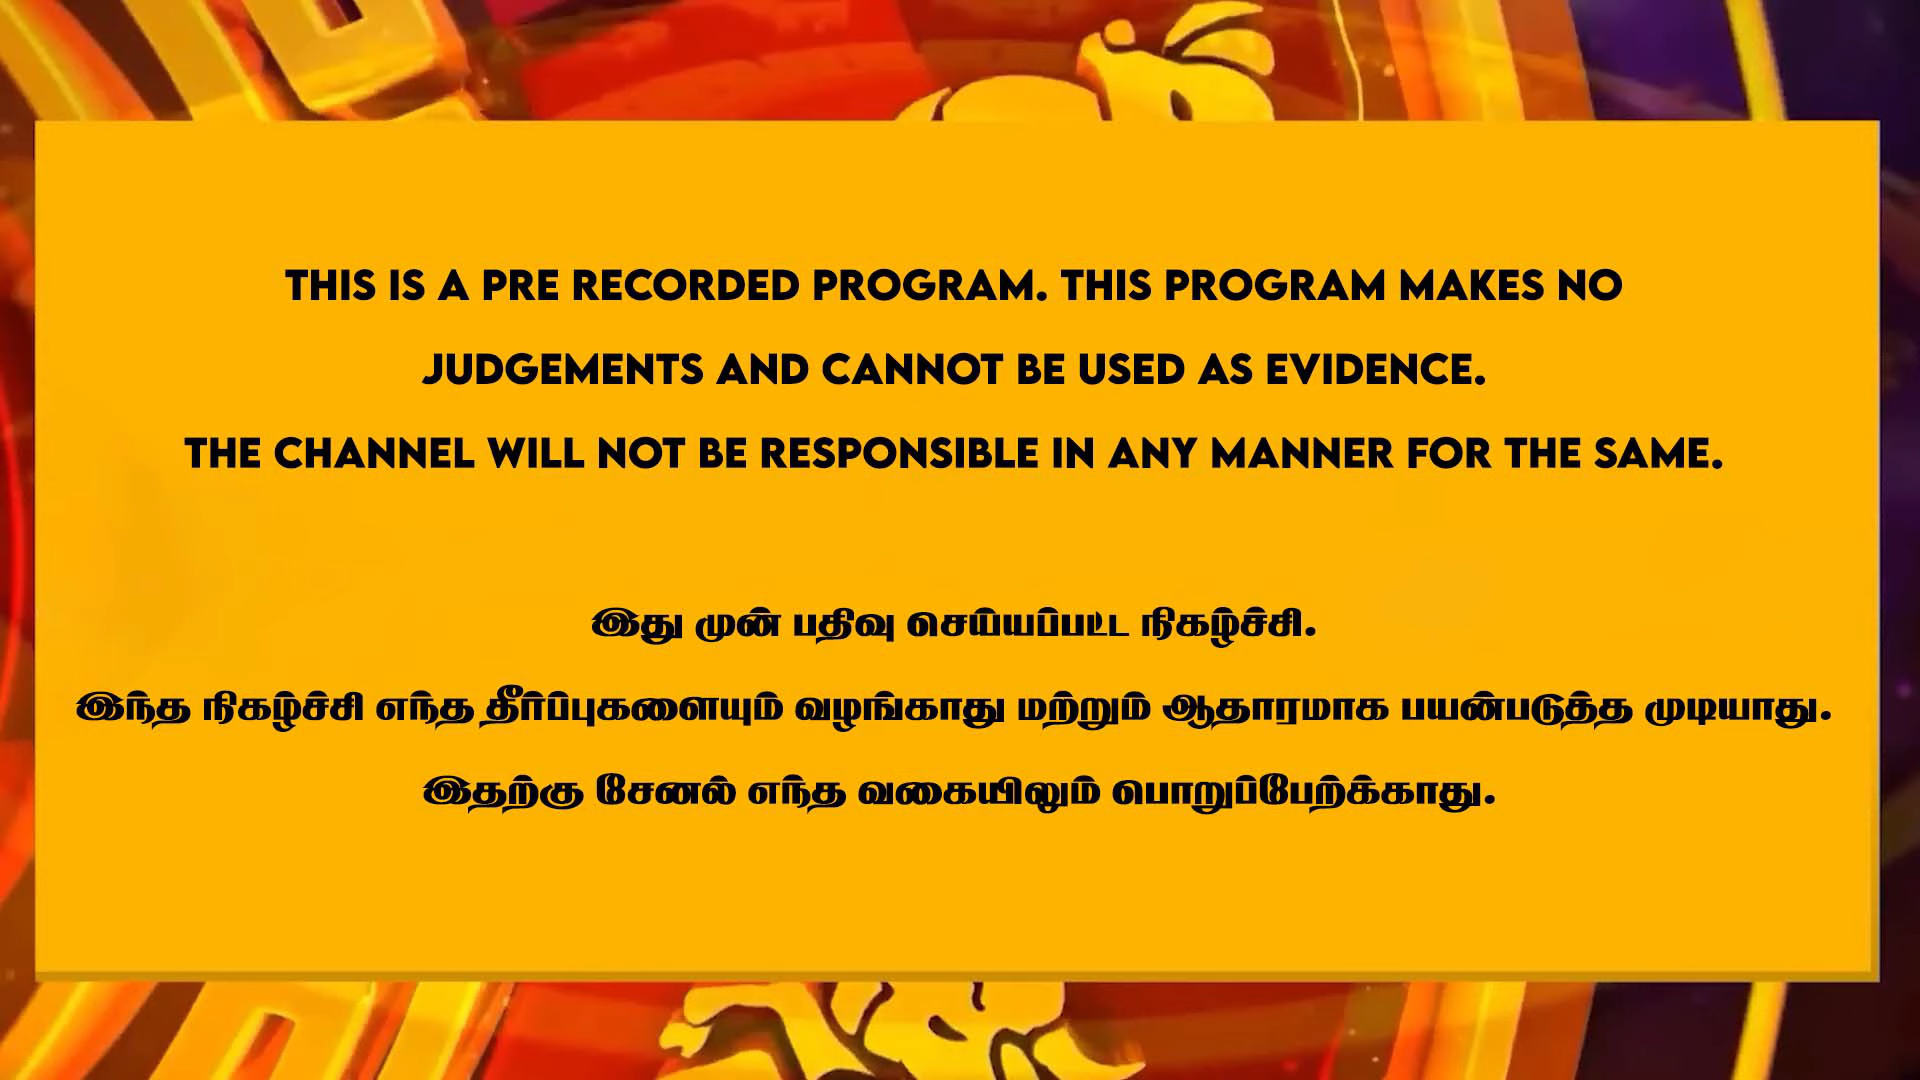 THIS IS A PRE RECORDED PROGRAM. THIS PROGRAM MAKES NO
JUDGEMENTS AND CANNOT BE USED AS EVIDENCE.
THE CHANNEL WILL NOT BE RESPONSIBLE IN ANY MANNER FOR THE SAME.
இது முன் பதிவு செய்யப்பட்ட நிகழ்ச்சி.
இந்த நிகழ்ச்சி எந்த தீர்ப்புகளையும் வழங்காது மற்றும் ஆதாரமாக பயன்படுத்த முடியாது.
இதற்கு சேனல் எந்த வகையிலும் பொறுப்பேற்க்காது.